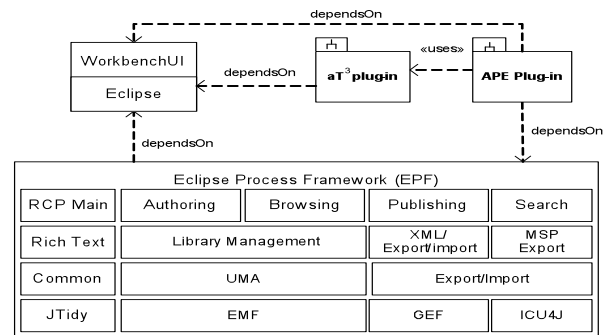 dependsOn
WorkbenchUI
Eclipse
dependsOn
aT³plug-in
«uses»
APE Plug-in
dependsOn
dependsOn
Eclipse Process Framework (EPF)
RCP Main
Authoring
Browsing
Publishing
Search
Rich Text
Library Management
XML/
Export/import
MSP
Export
Common
UMA
Export/Import
JTidy
EMF
GEF
ICU4J